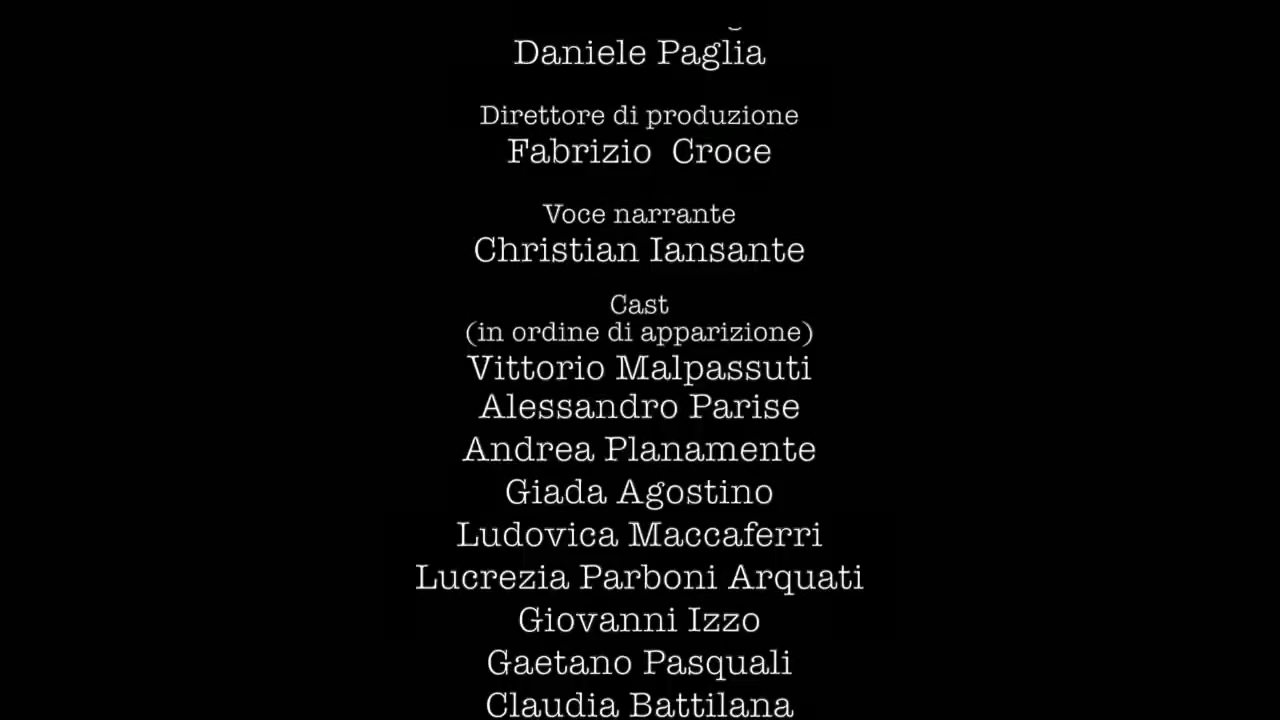 Daniele Paglia
Direttore di produzione
Fabrizio Croce
Voce narrante
Christian Iansante
Cast
(in ordine di apparizione)
Vittorio Malpassuti
Alessandro Parise
Andrea Planamente
Giada Agostino
Ludovica Maccaferri
Lucrezia Parboni Arquati
Giovanni Izzo
Gaetano Pasquali
Claudia Battilana